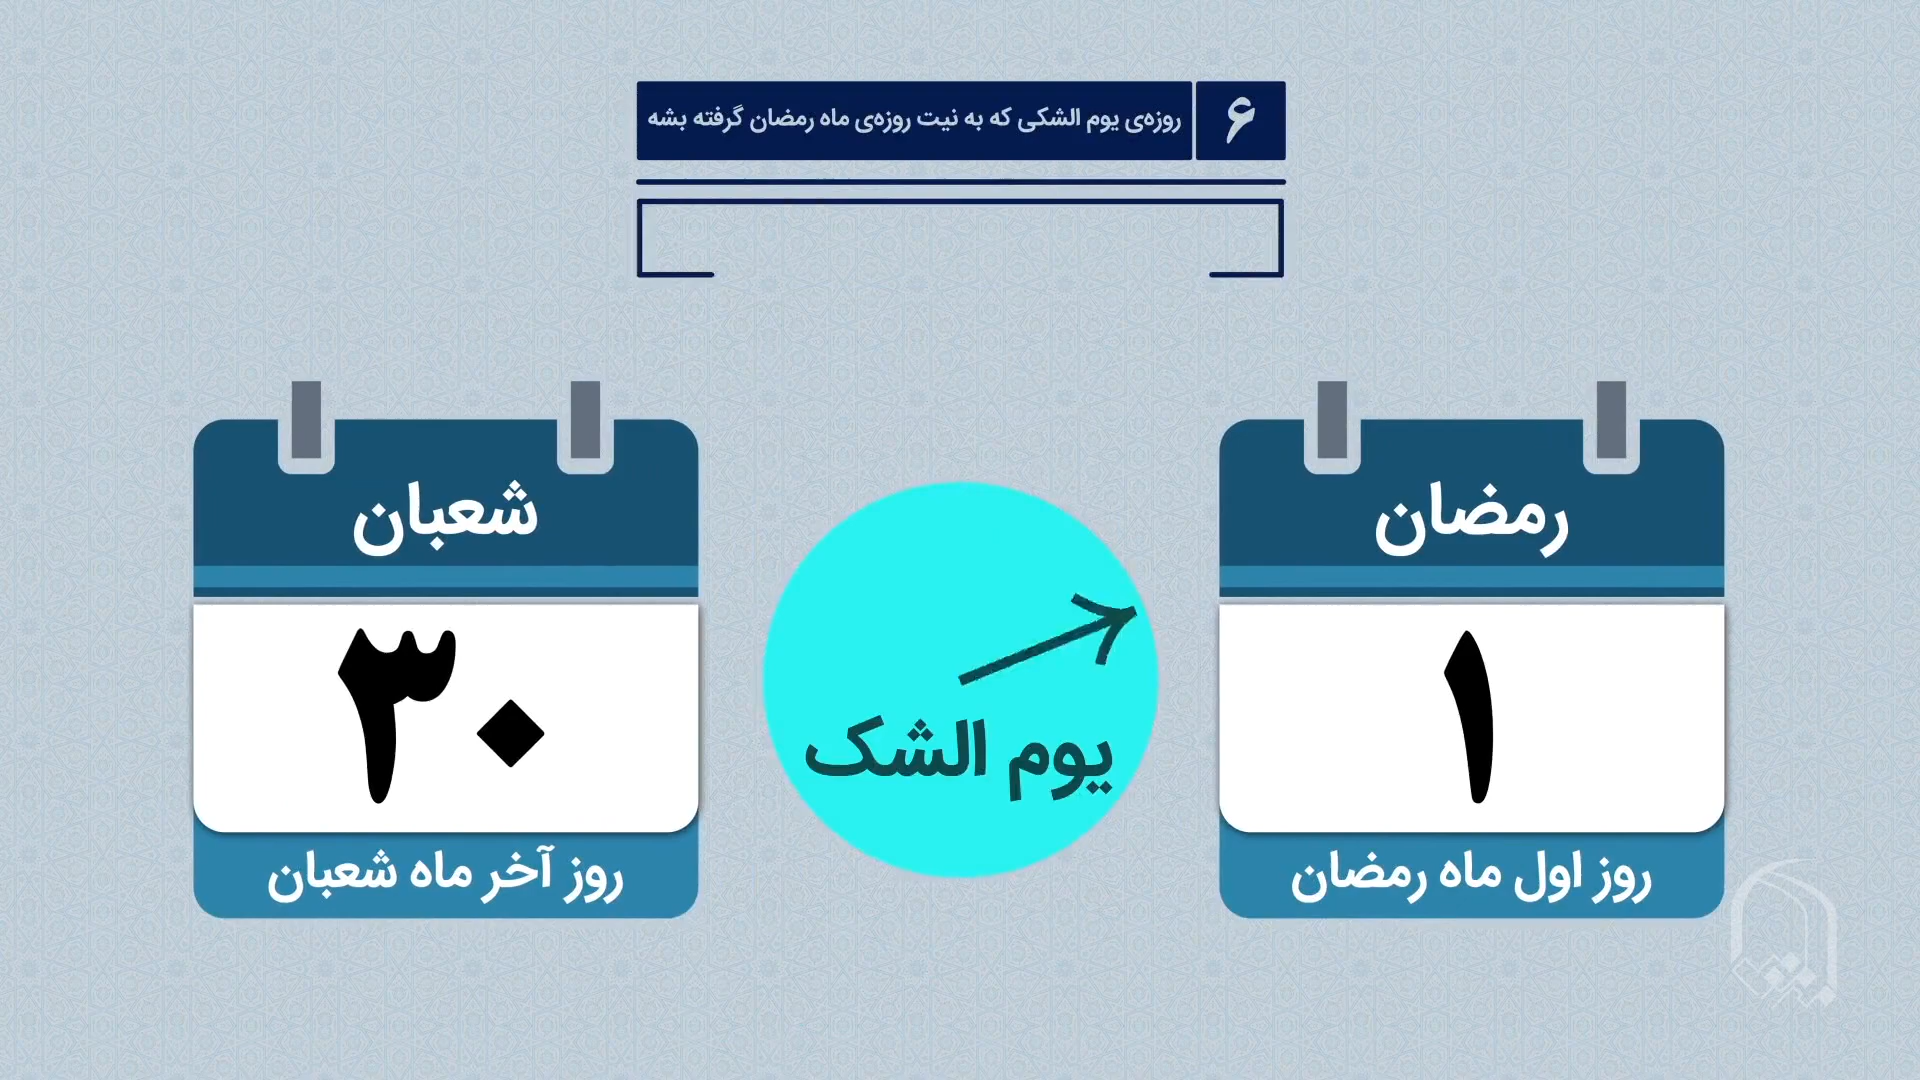 ۶
روزه‌ی یوم الشکی که به نیت روزه‌ی ماه رمضان گرفته بشه
رمضان
۱
روز اول ماه رمضان
یوم الشک
شعبان
۳۰
روز آخر ماه شعبان